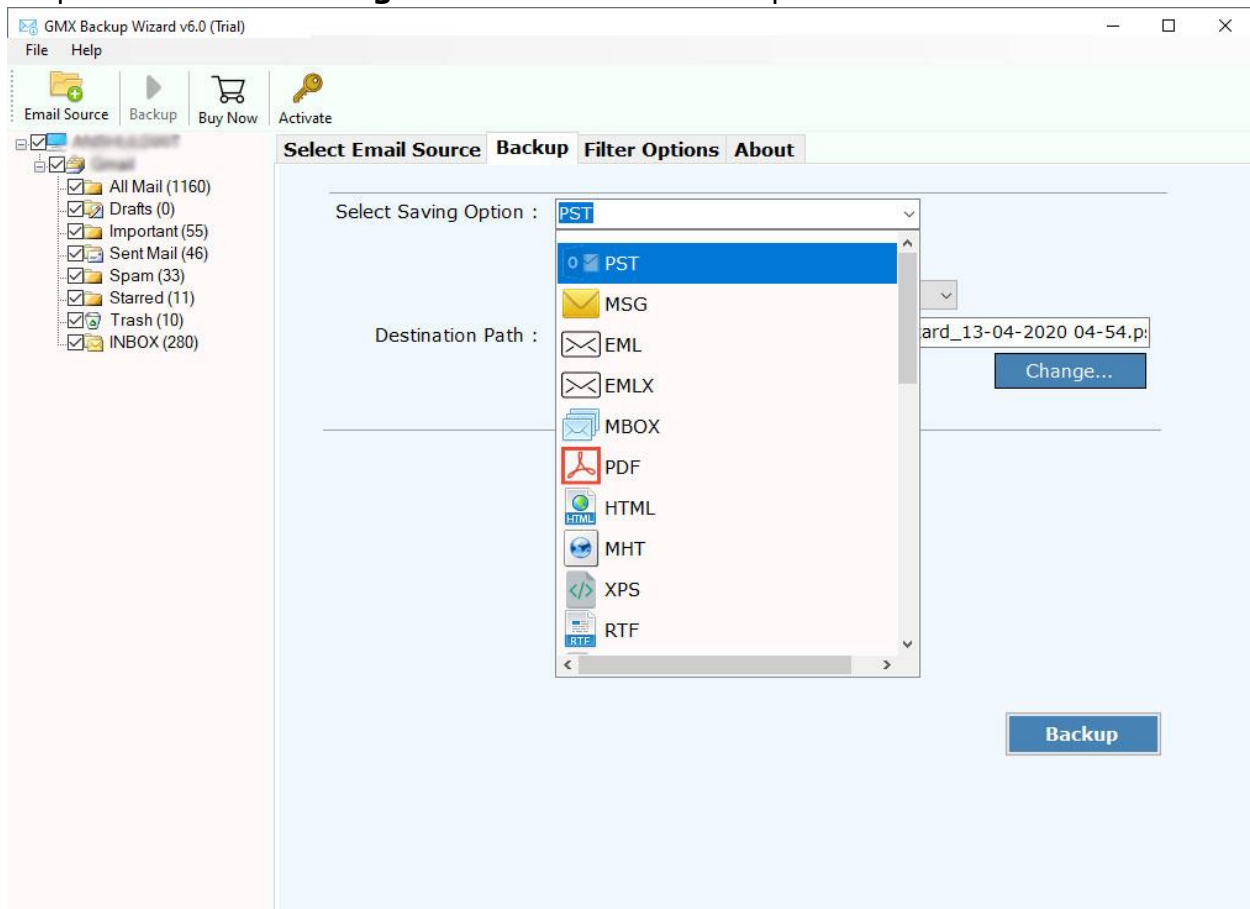 GMX Backup Wizard v6.0 (Trial)
File Help
Email Source Backup Buy Now Activate
Select Email Source Backup Filter Options About
All Mail (1160)
Drafts (0)
Important (55)
Sent Mail (46)
Spam (33)
Starred (11)
Trash (10)
INBOX (280)
Select Saving Option : PST
PST
MSG
EML
EMLX
MBOX
PDF
HTML
MHT
XPS
RTF
Destination Path : ard_13-04-2020 04-54.p
Change...
Backup